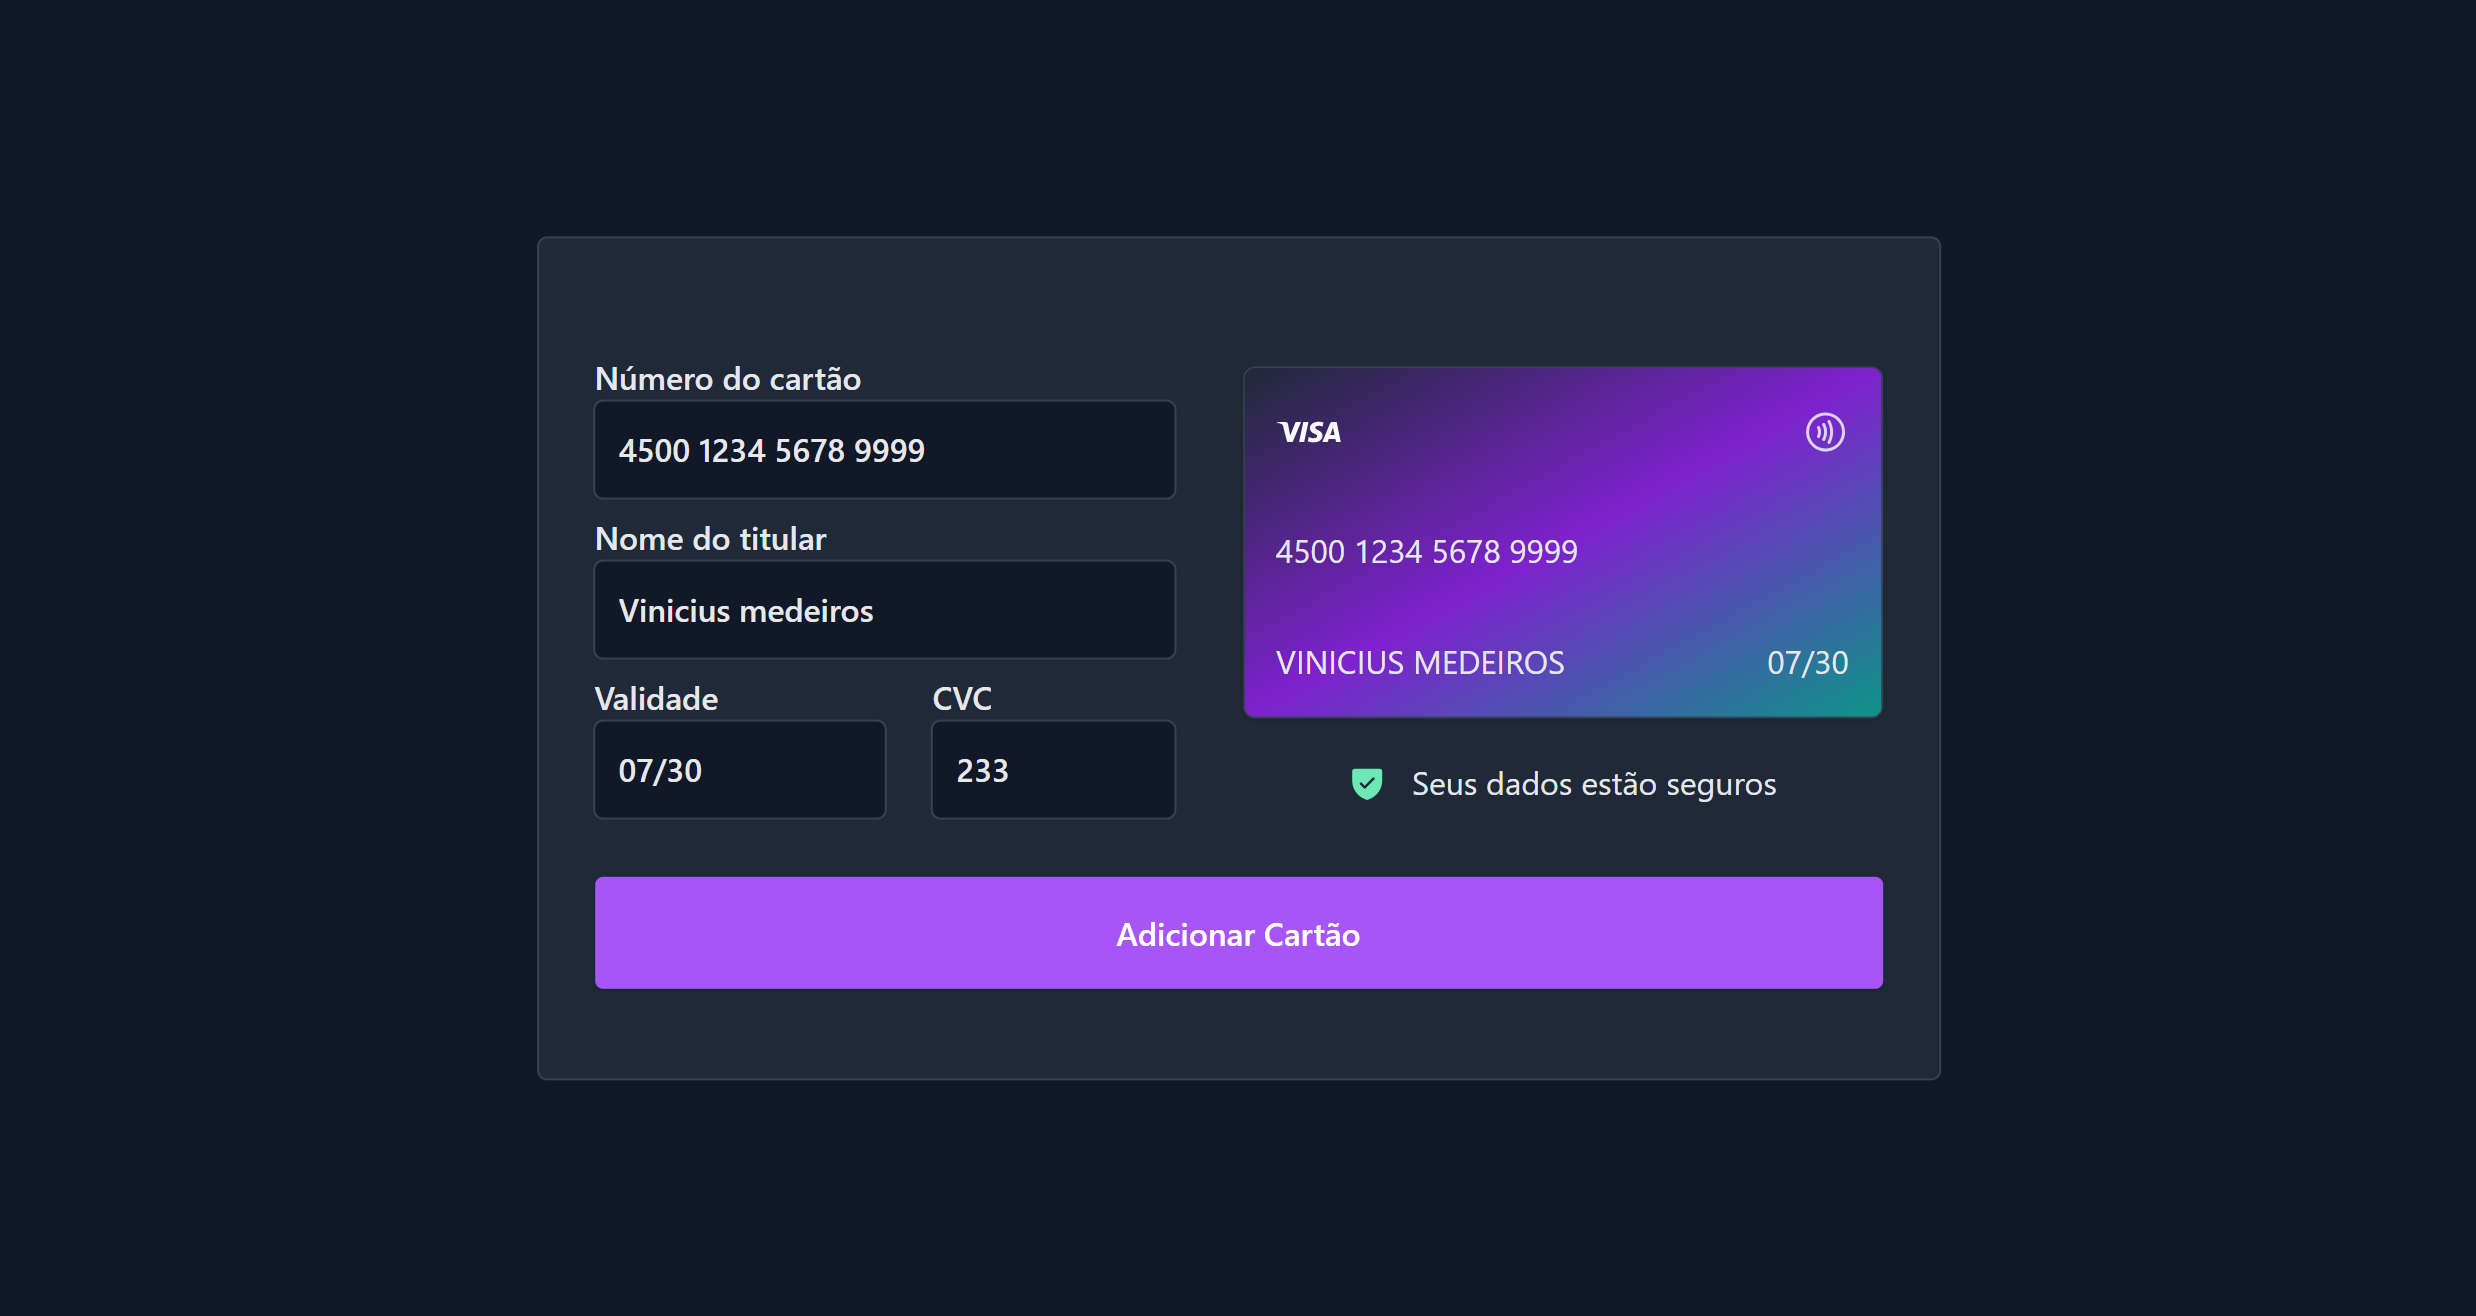 Número do cartão
4500 1234 5678 9999
Nome do titular
Vinicius medeiros
Validade
CVC
07/30
233
VISA
4500 1234 5678 9999
VINICIUS MEDEIROS
07/30
Seus dados estão seguros
Adicionar Cartão